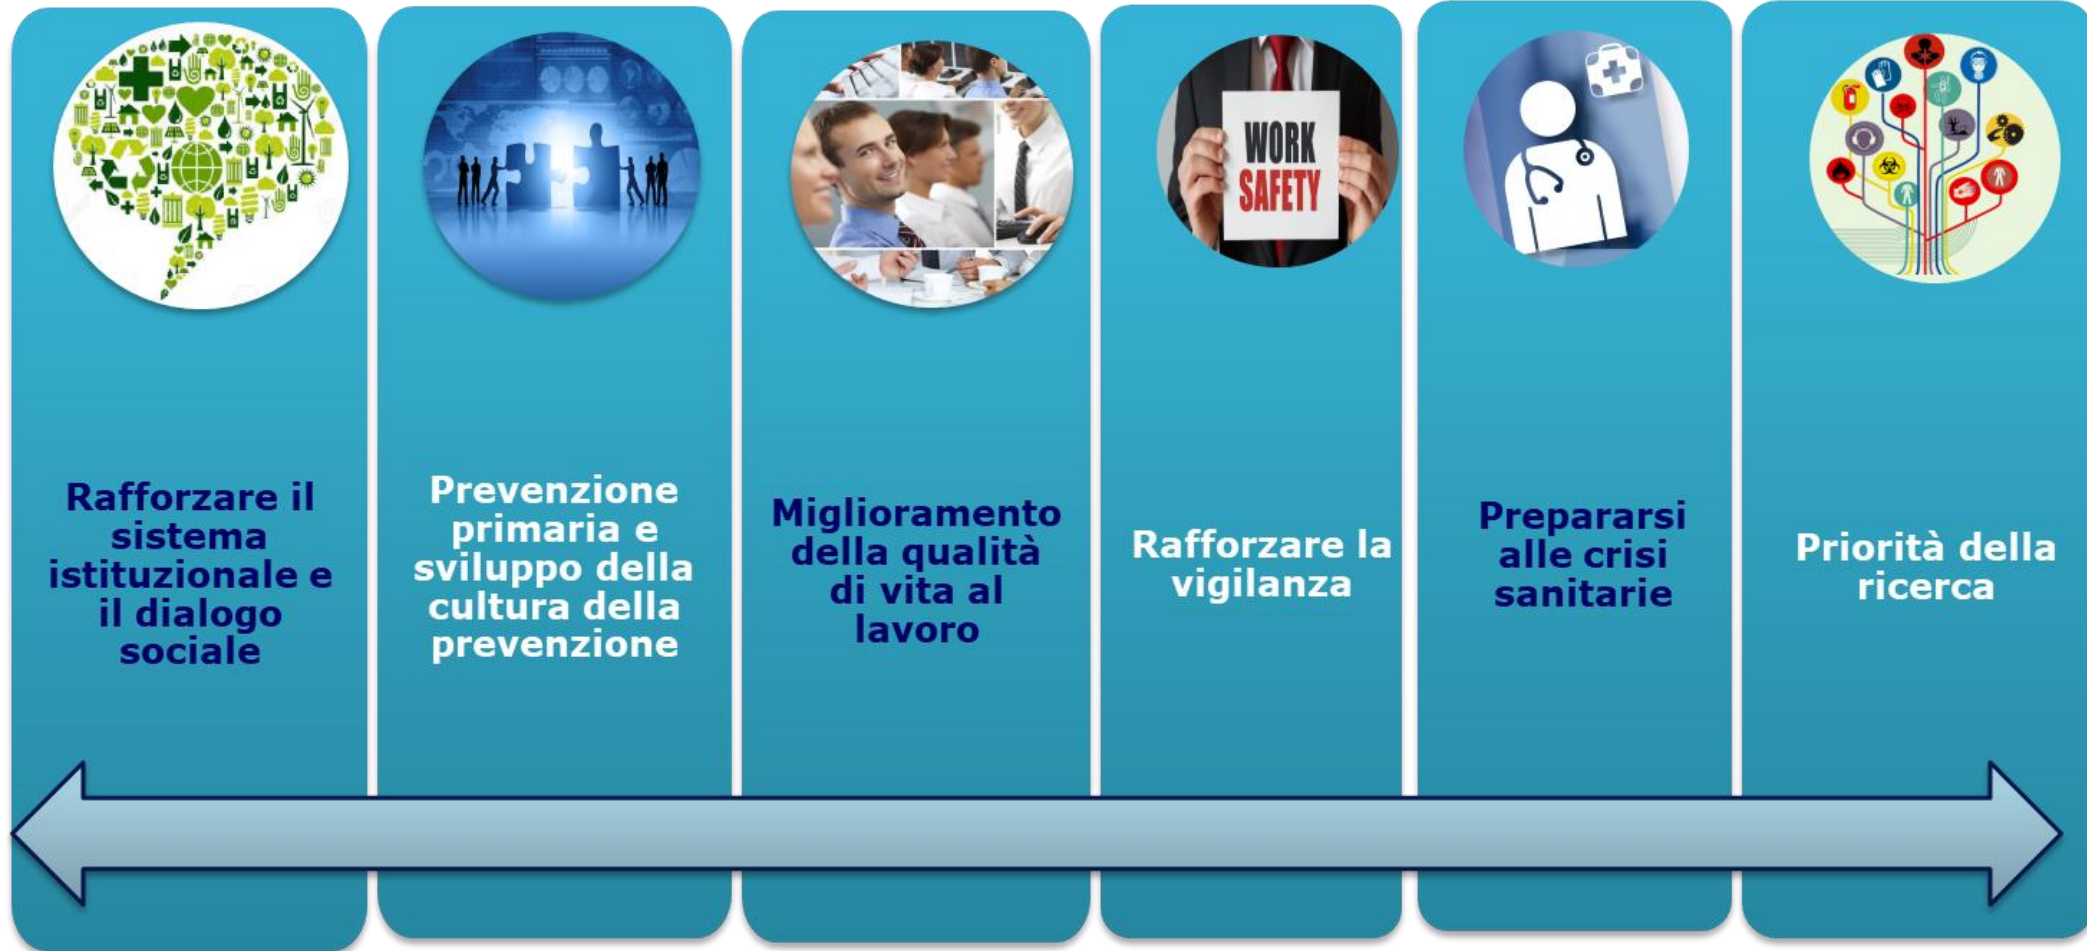 WORK
SAFETY
Rafforzare il
sistema
istituzionale e
il dialogo
sociale
Prevenzione
primaria e
sviluppo della
cultura della
prevenzione
Miglioramento
della qualità
di vita al
lavoro
Rafforzare la
vigilanza
Prepararsi
alle crisi
sanitarie
Priorità della
ricerca